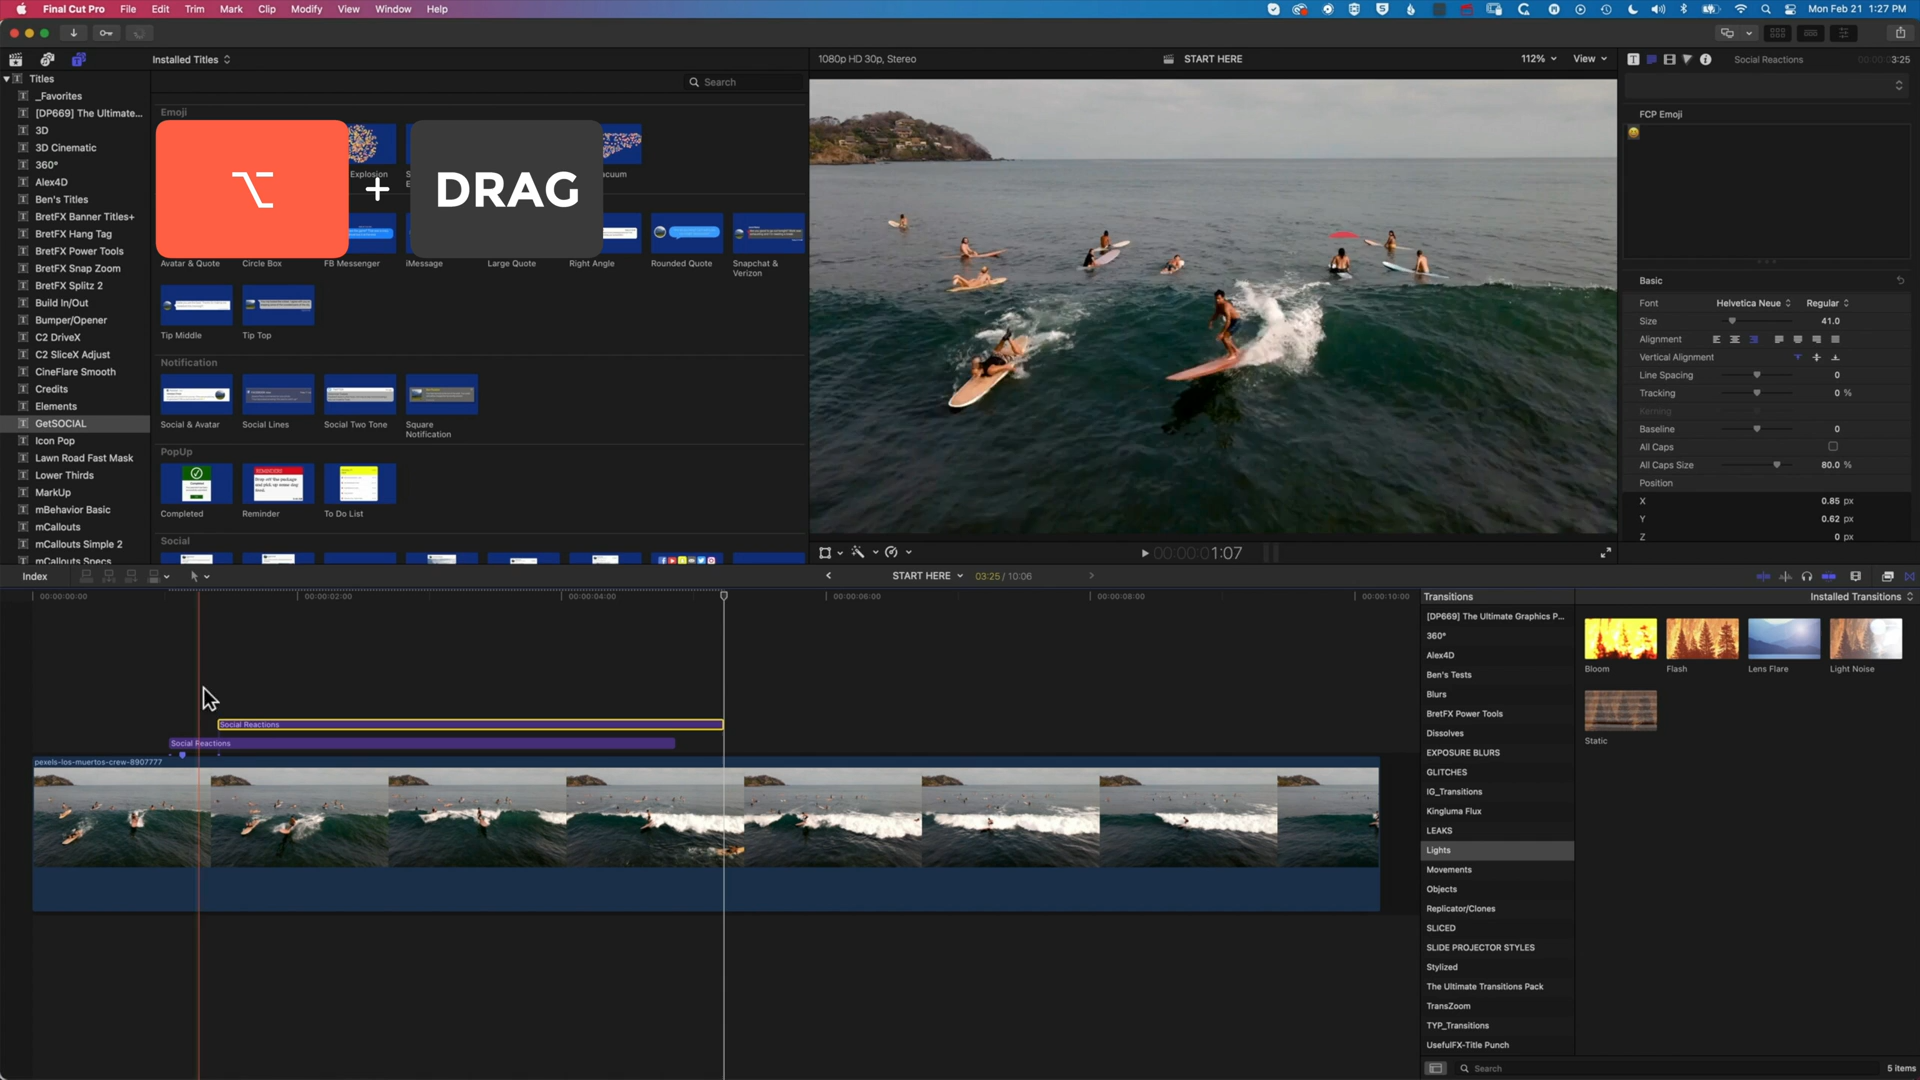 Final Cut Pro File Edit Trim Mark Clip Modify View Window Help
Mon Feb 21 1:27 PM
Installed Titles
1080p HD 30p, Stereo
START HERE
112%
View
Social Reactions
3:25
Titles
Search
_Favorites
[DP669] The Ultimate...
3D
3D Cinematic
360°
Alex4D
Ben's Titles
BretFX Banner Titles+
BretFX Hang Tag
BretFX Power Tools
BretFX Snap Zoom
BretFX Splitz 2
Build In/Out
Bumper/Opener
C2 DriveX
C2 SliceX Adjust
CineFlare Smooth
Credits
Elements
GetSOCIAL
Icon Pop
Lawn Road Fast Mask
Lower Thirds
MarkUp
mBehavior Basic
mCallouts
mCallouts Simple 2
mCallouts Specs
Emoji
Explosion
⌥ + DRAG
Avatar & Quote
Circle Box
FB Messenger
iMessage
Large Quote
Right Angle
Rounded Quote
Snapchat &
Verizon
Tip Middle
Tip Top
Notification
Social & Avatar
Social Lines
Social Two Tone
Square
Notification
PopUp
Completed
Reminder
To Do List
Social
FCP Emoji
Basic
Font Helvetica Neue Regular
Size 41.0
Alignment
Vertical Alignment
Line Spacing 0
Tracking 0 %
Kerning
Baseline 0
All Caps
All Caps Size 80.0 %
Position
X 0.85 px
Y 0.62 px
Z 0 px
00:00:01:07
Index
START HERE
03:25 / 10:06
00:00:00:00
00:00:02:00
00:00:04:00
00:00:06:00
00:00:08:00
00:00:10:00
Social Reactions
Social Reactions
pexels-los-muertos-crew-8907777
Transitions
Installed Transitions
[DP669] The Ultimate Graphics P...
360°
Alex4D
Ben's Tests
Blurs
BretFX Power Tools
Dissolves
EXPOSURE BLURS
GLITCHES
IG_Transitions
Kingluma Flux
LEAKS
Lights
Movements
Objects
Replicator/Clones
SLICED
SLIDE PROJECTOR STYLES
Stylized
The Ultimate Transitions Pack
TransZoom
TYP_Transitions
UsefulFX-Title Punch
Bloom
Flash
Lens Flare
Light Noise
Static
Search
5 items